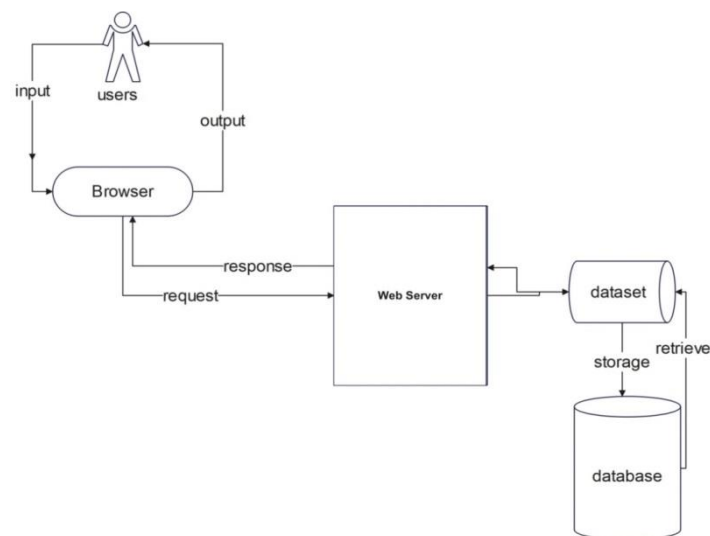 input
users
output
Browser
response
request
Web Server
dataset
storage
retrieve
database